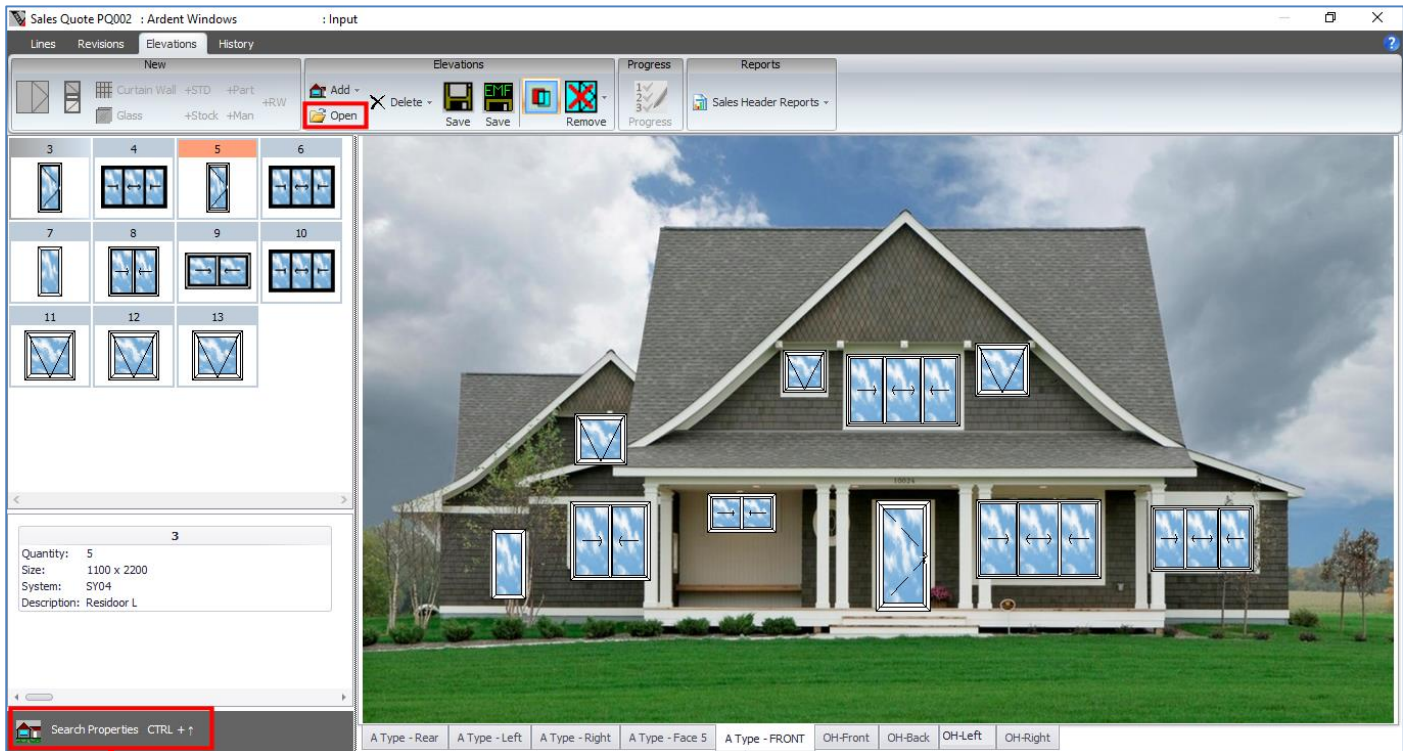 Sales Quote PQ002 : Ardent Windows : Input
Lines Revisions Elevations History
?
New Elevations Progress Reports
Curtain Wall +STD +Part
+RW
Glass +Stock +Man
Add
Open
Delete
Save
EMF
Save
Remove
1
2
3
Progress
Sales Header Reports
3 4 5 6
7 8 9 10
11 12 13
10026
3
Quantity: 5
Size: 1100 x 2200
System: SY04
Description: Residoor L
Search Properties CTRL + ↑
A Type - Rear A Type - Left A Type - Right A Type - Face 5 A Type - FRONT OH-Front OH-Back OH-Left OH-Right